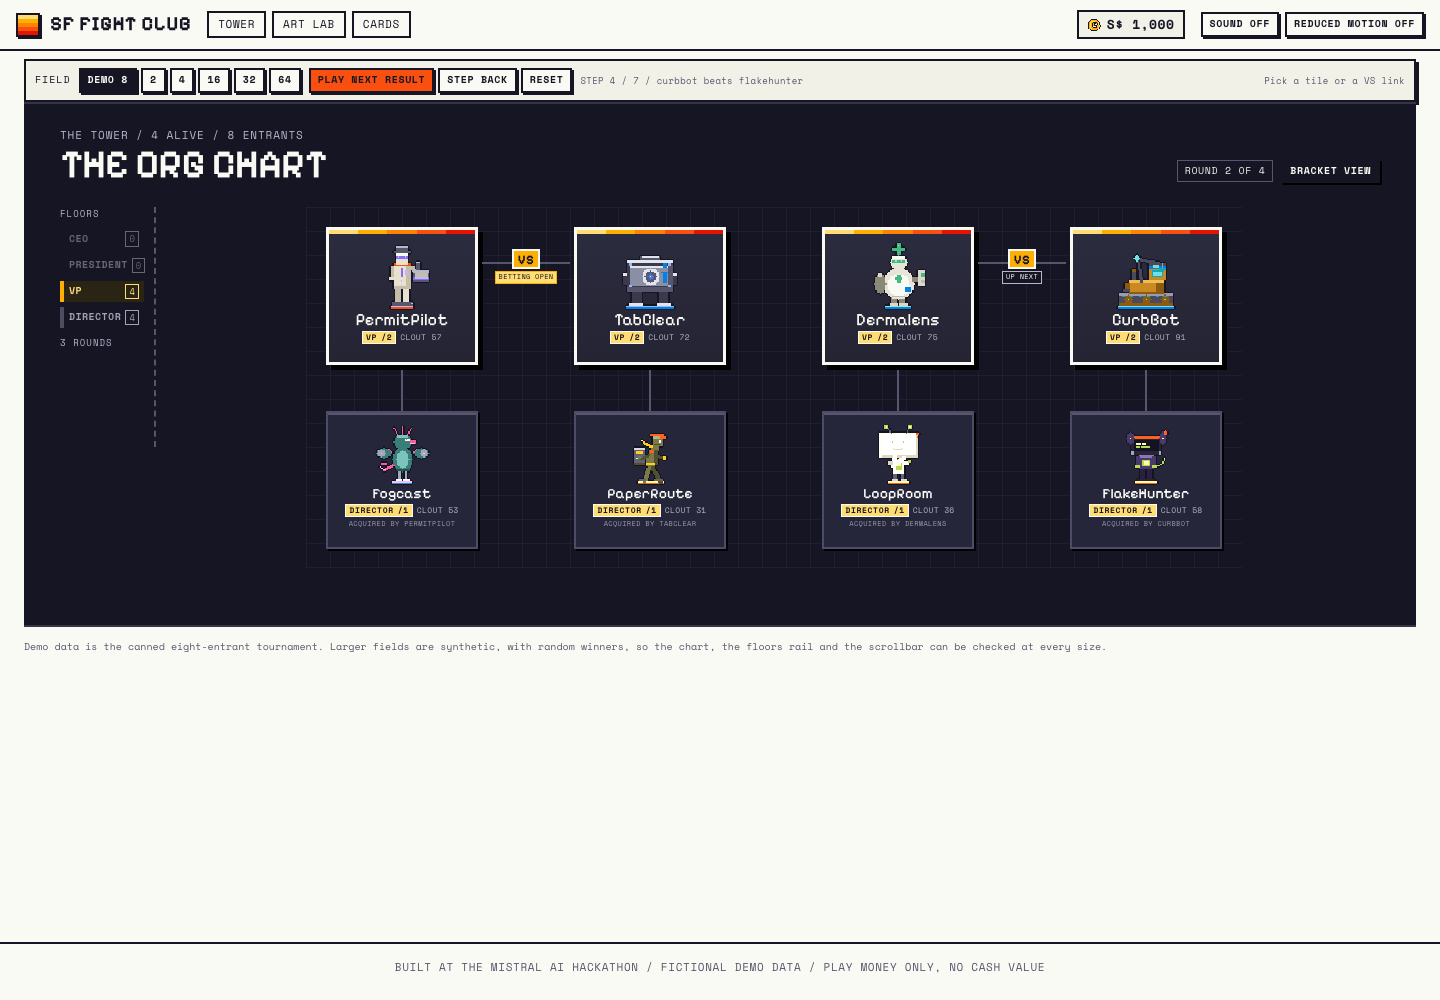 SF FIGHT CLUB TOWER ART LAB CARDS S$ 1,000 SOUND OFF REDUCED MOTION OFF
FIELD DEMO 8 2 4 16 32 64 PLAY NEXT RESULT STEP BACK RESET STEP 4 / 7 / curbbot beats flakehunter Pick a tile or a VS link
THE TOWER / 4 ALIVE / 8 ENTRANTS
THE ORG CHART
ROUND 2 OF 4 BRACKET VIEW
FLOORS
CEO 0
PRESIDENT 0
VP 4
DIRECTOR 4
3 ROUNDS
VS VS
BETTING OPEN UP NEXT
PermitPilot TabClear Dermalens CurbBot
VP /2 CLOUT 57 VP /2 CLOUT 72 VP /2 CLOUT 75 VP /2 CLOUT 91
Fogcast PaperRoute LoopRoom FlakeHunter
DIRECTOR /1 CLOUT 53 DIRECTOR /1 CLOUT 31 DIRECTOR /1 CLOUT 36 DIRECTOR /1 CLOUT 58
ACQUIRED BY PERMITPILOT ACQUIRED BY TABCLEAR ACQUIRED BY DERMALENS ACQUIRED BY CURBBOT
Demo data is the canned eight-entrant tournament. Larger fields are synthetic, with random winners, so the chart, the floors rail and the scrollbar can be checked at every size.
BUILT AT THE MISTRAL AI HACKATHON / FICTIONAL DEMO DATA / PLAY MONEY ONLY, NO CASH VALUE